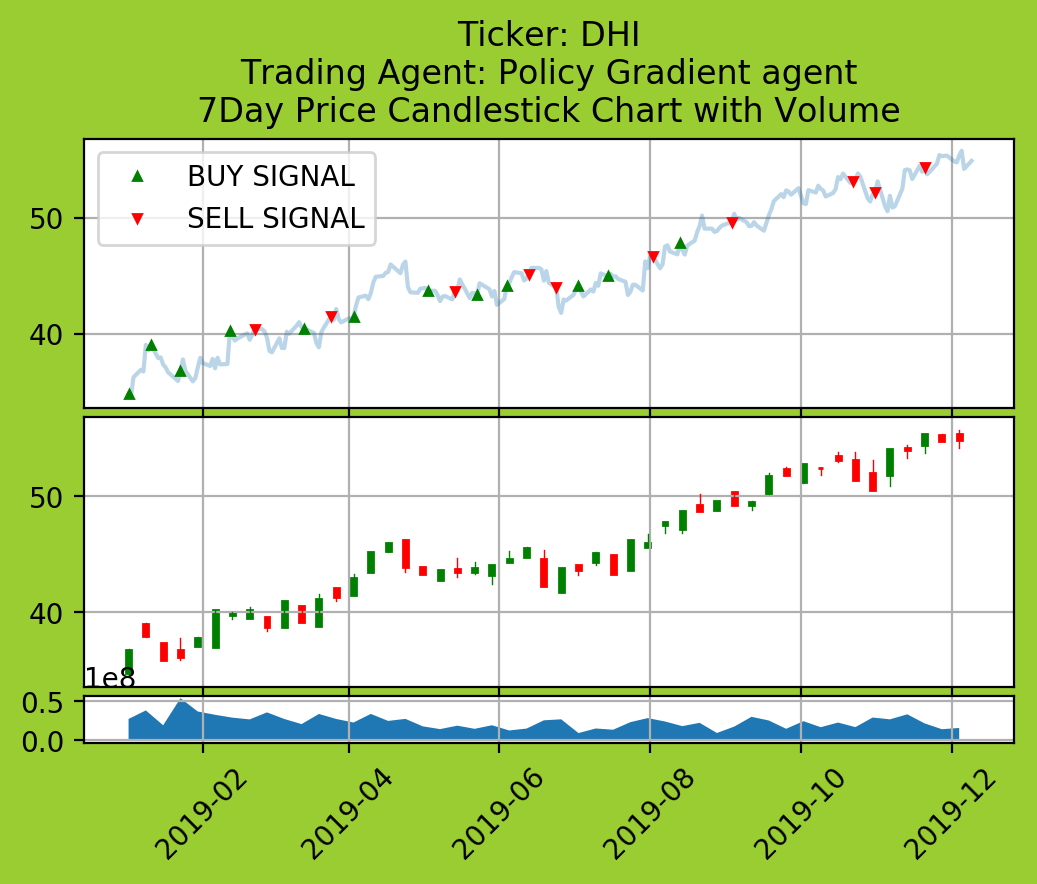 Ticker: DHI
Trading Agent: Policy Gradient agent
7Day Price Candlestick Chart with Volume
BUY SIGNAL
SELL SIGNAL
50
40
50
40
1e8
0.5
0.0
2019-02
2019-04
2019-06
2019-08
2019-10
2019-12